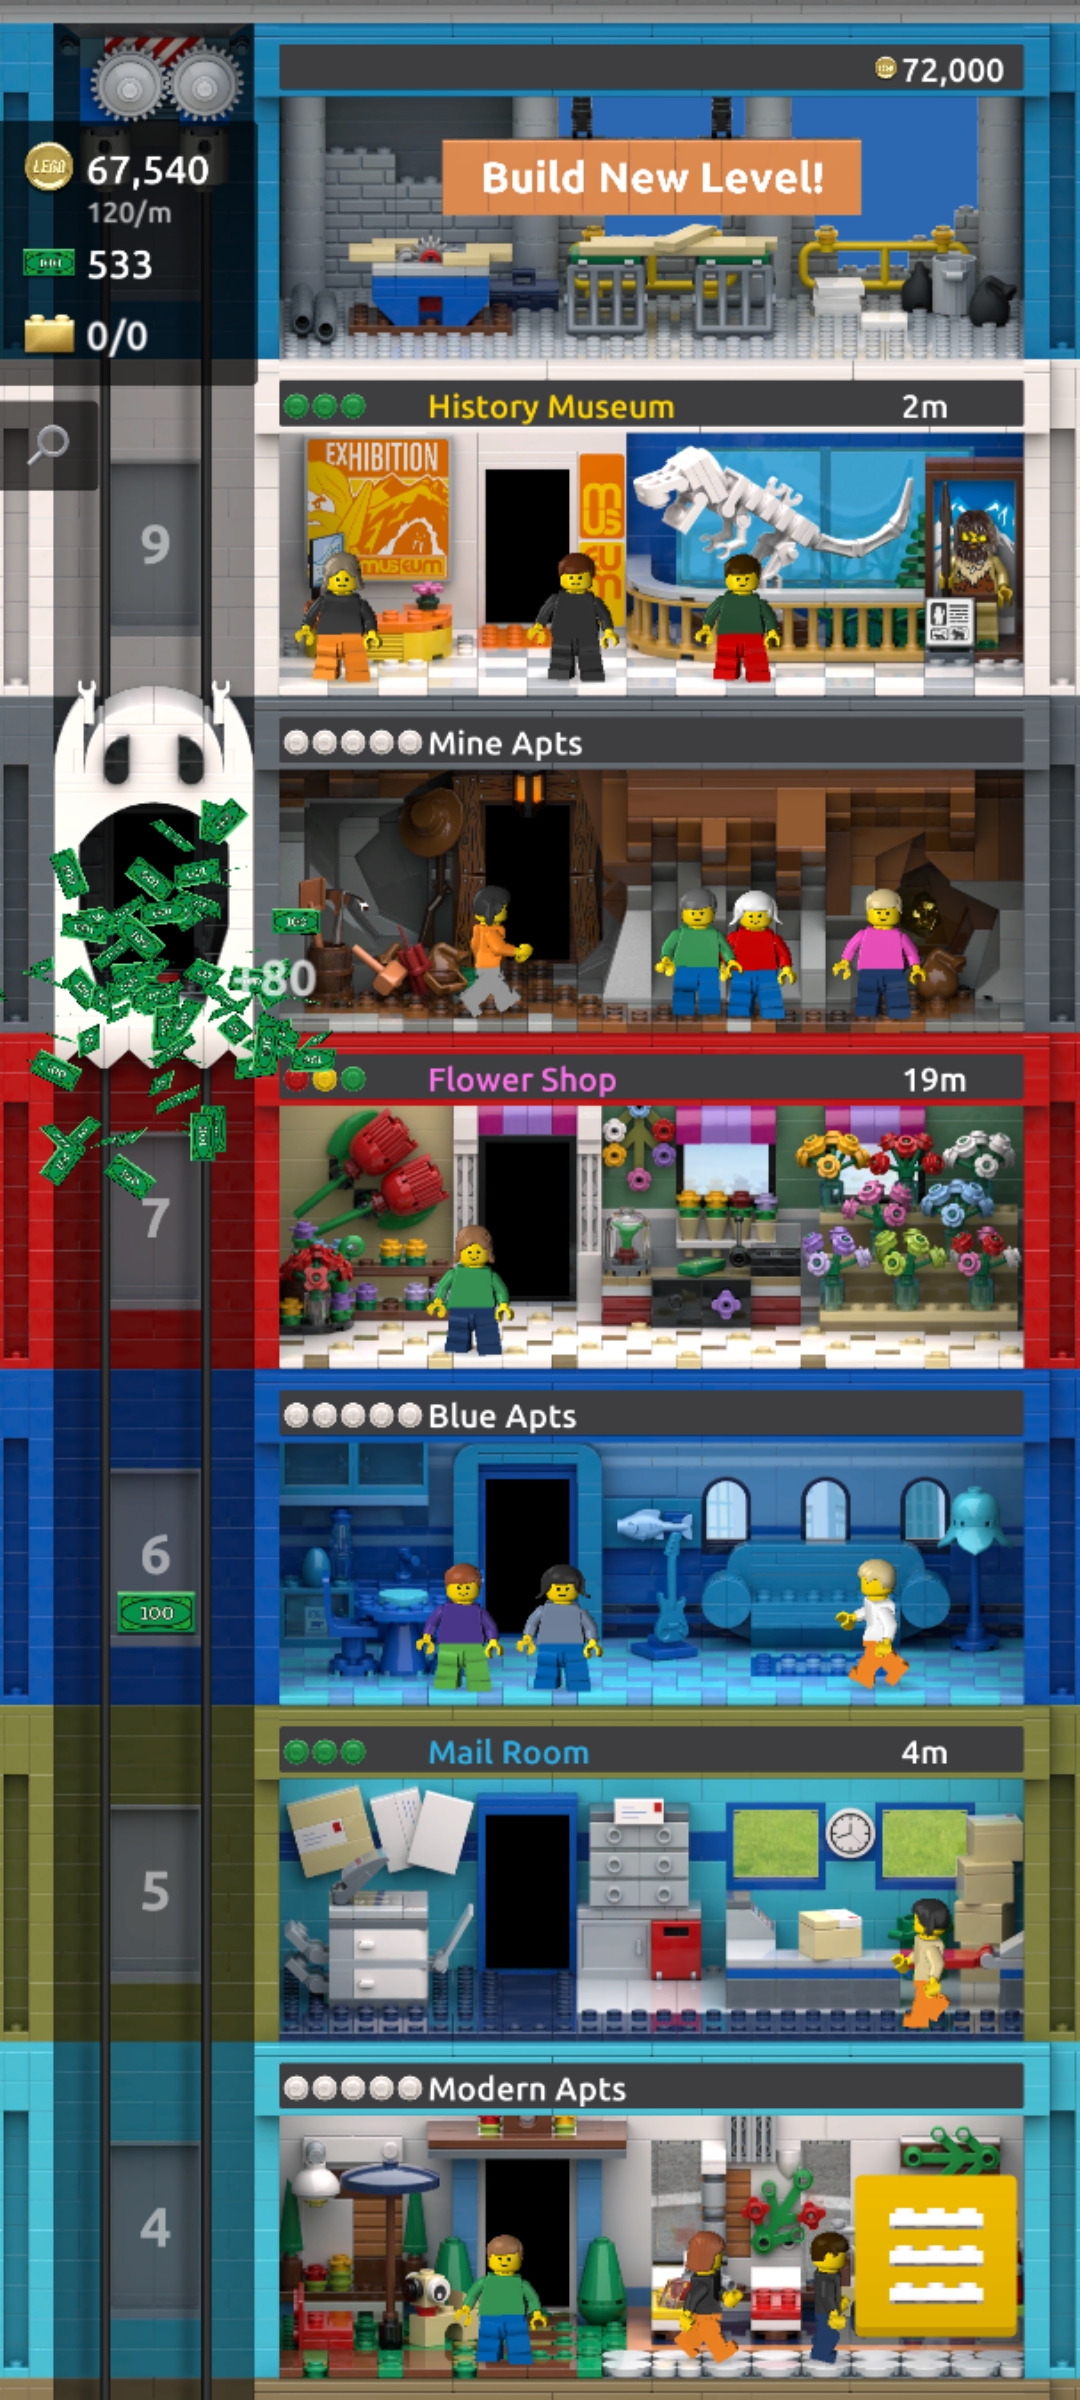 72,000
LEGO
67,540
120/m
Build New Level!
533
0/0
History Museum
2m
EXHIBITION
MUSEUM
MUSEUM
9
Mine Apts
80
Flower Shop
19m
7
Blue Apts
6
100
Mail Room
4m
5
Modern Apts
4